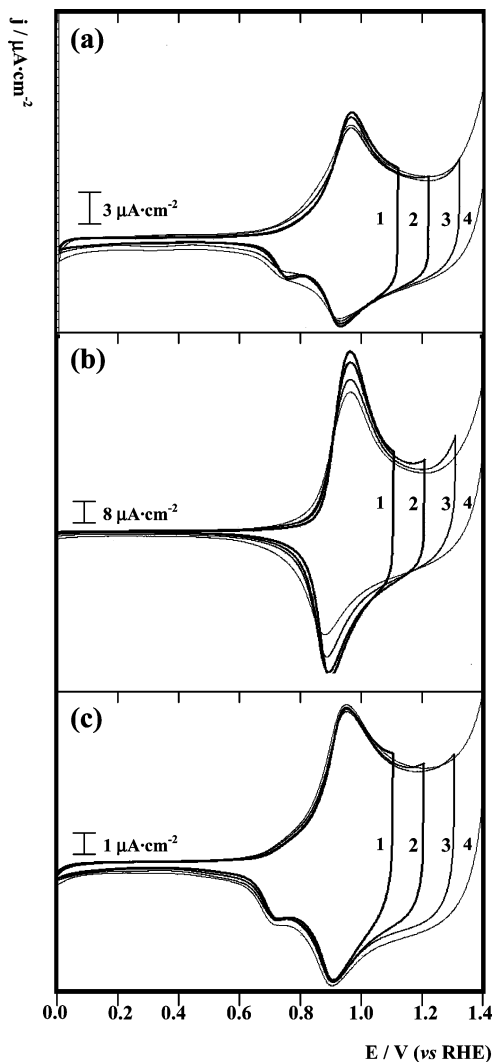 j / µA·cm⁻²
(a)
3 µA·cm⁻²
1 2 3 4
(b)
8 µA·cm⁻²
1 2 3 4
(c)
1 µA·cm⁻²
1 2 3 4
0.0 0.2 0.4 0.6 0.8 1.0 1.2 1.4
E / V (vs RHE)